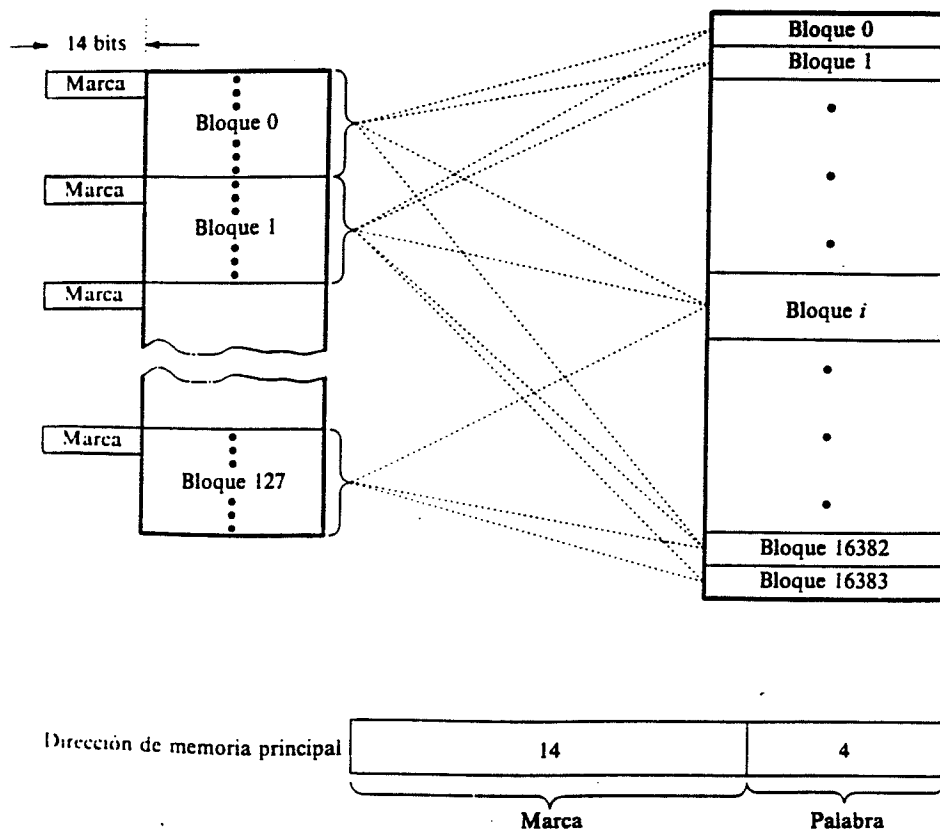 14 bits
Marca
Bloque 0
Marca
Bloque 1
Marca
Marca
Bloque 127
Bloque 0
Bloque 1
Bloque i
Bloque 16382
Bloque 16383
Dirección de memoria principal
14
4
Marca
Palabra